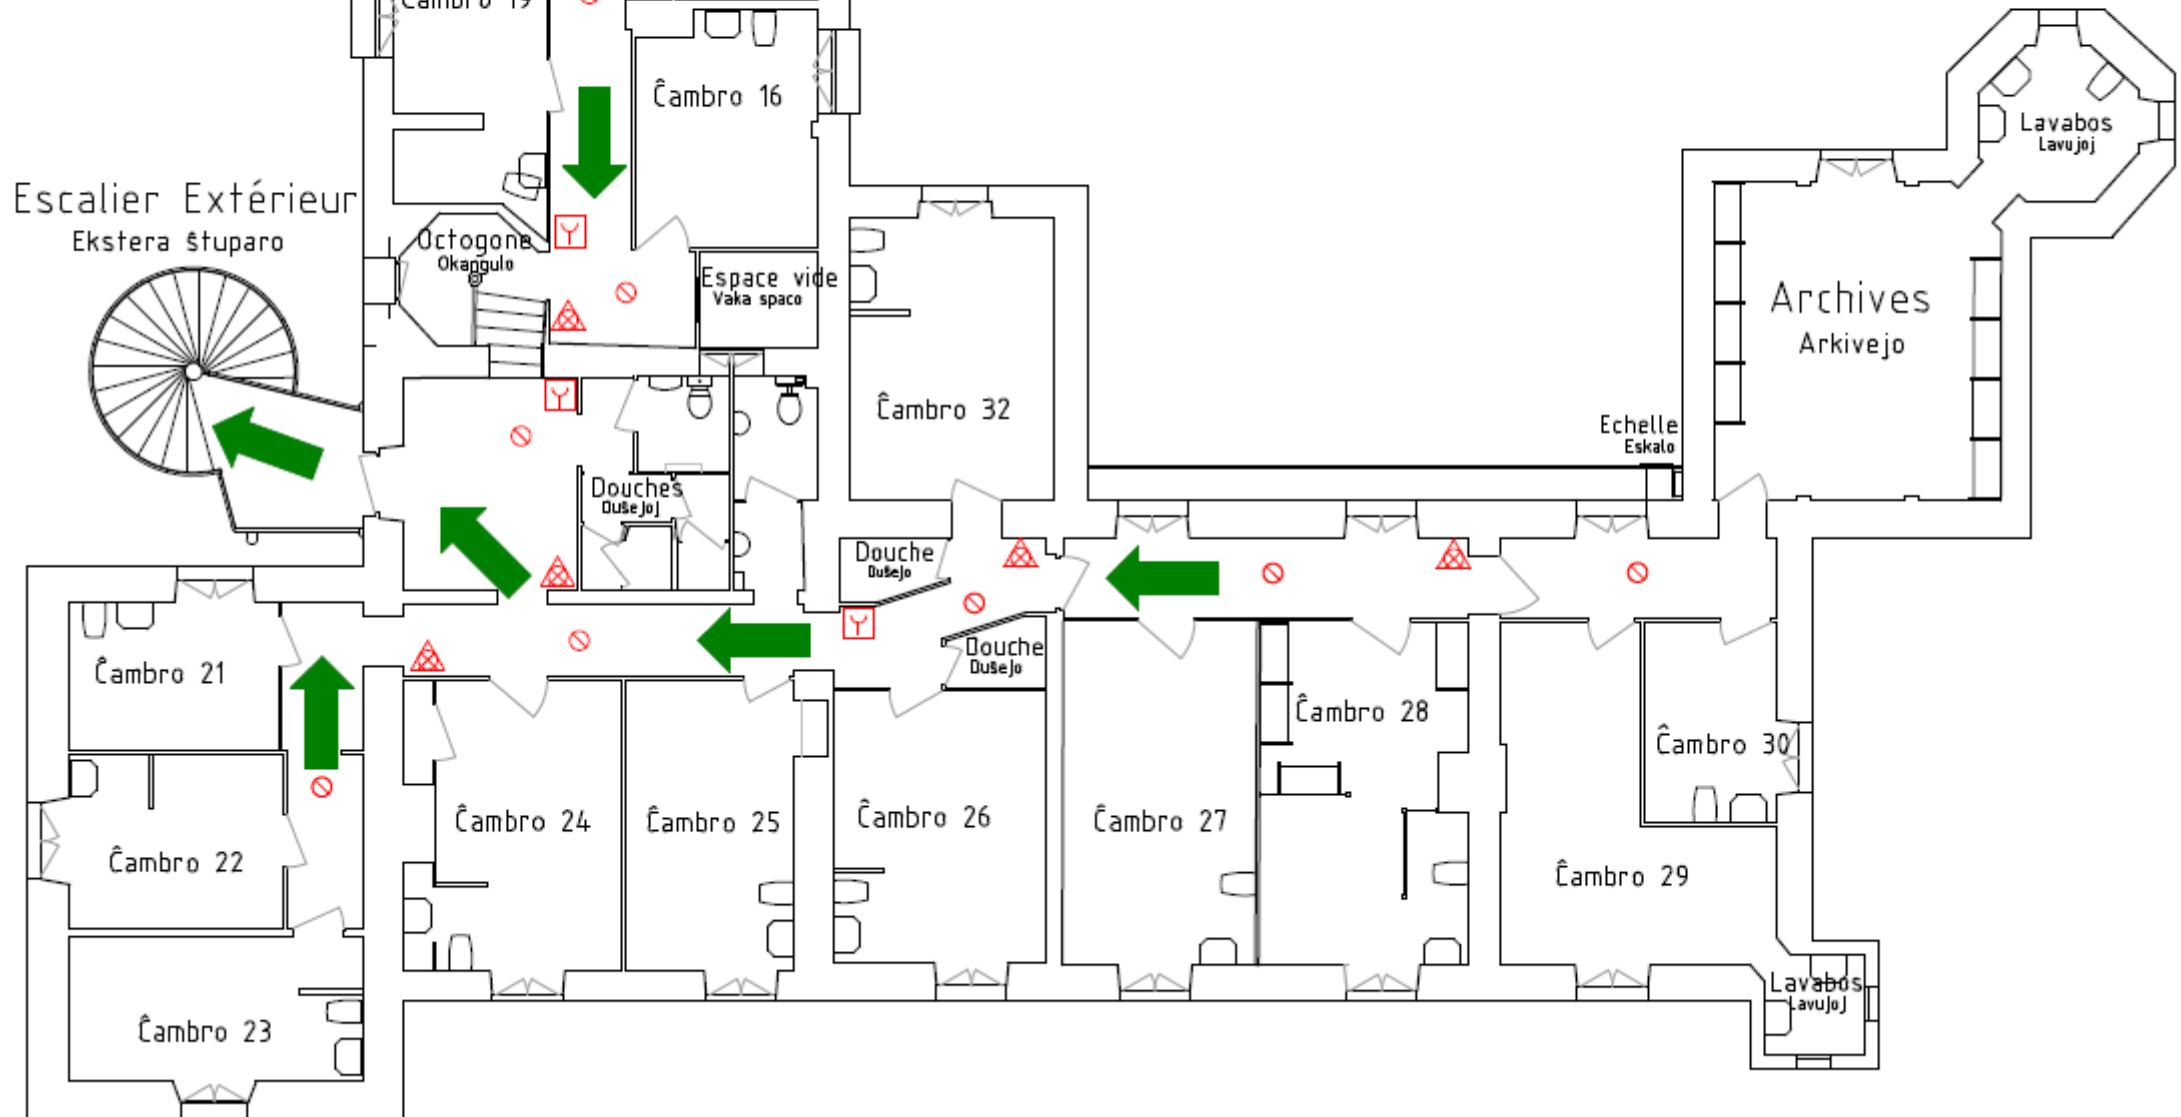 Ĉambro 19
Ĉambro 16
Lavabos
Lavujoj
Escalier Extérieur
Ekstera ŝtuparo
Octogone
Okangulo
Espace vide
Vaka spaco
Archives
Arkivejo
Ĉambro 32
Echelle
Eskalo
Douches
Duŝejoj
Douche
Duŝejo
Douche
Duŝejo
Ĉambro 21
Ĉambro 28
Ĉambro 30
Ĉambro 22
Ĉambro 24
Ĉambro 25
Ĉambro 26
Ĉambro 27
Ĉambro 29
Lavabos
Lavujoj
Ĉambro 23